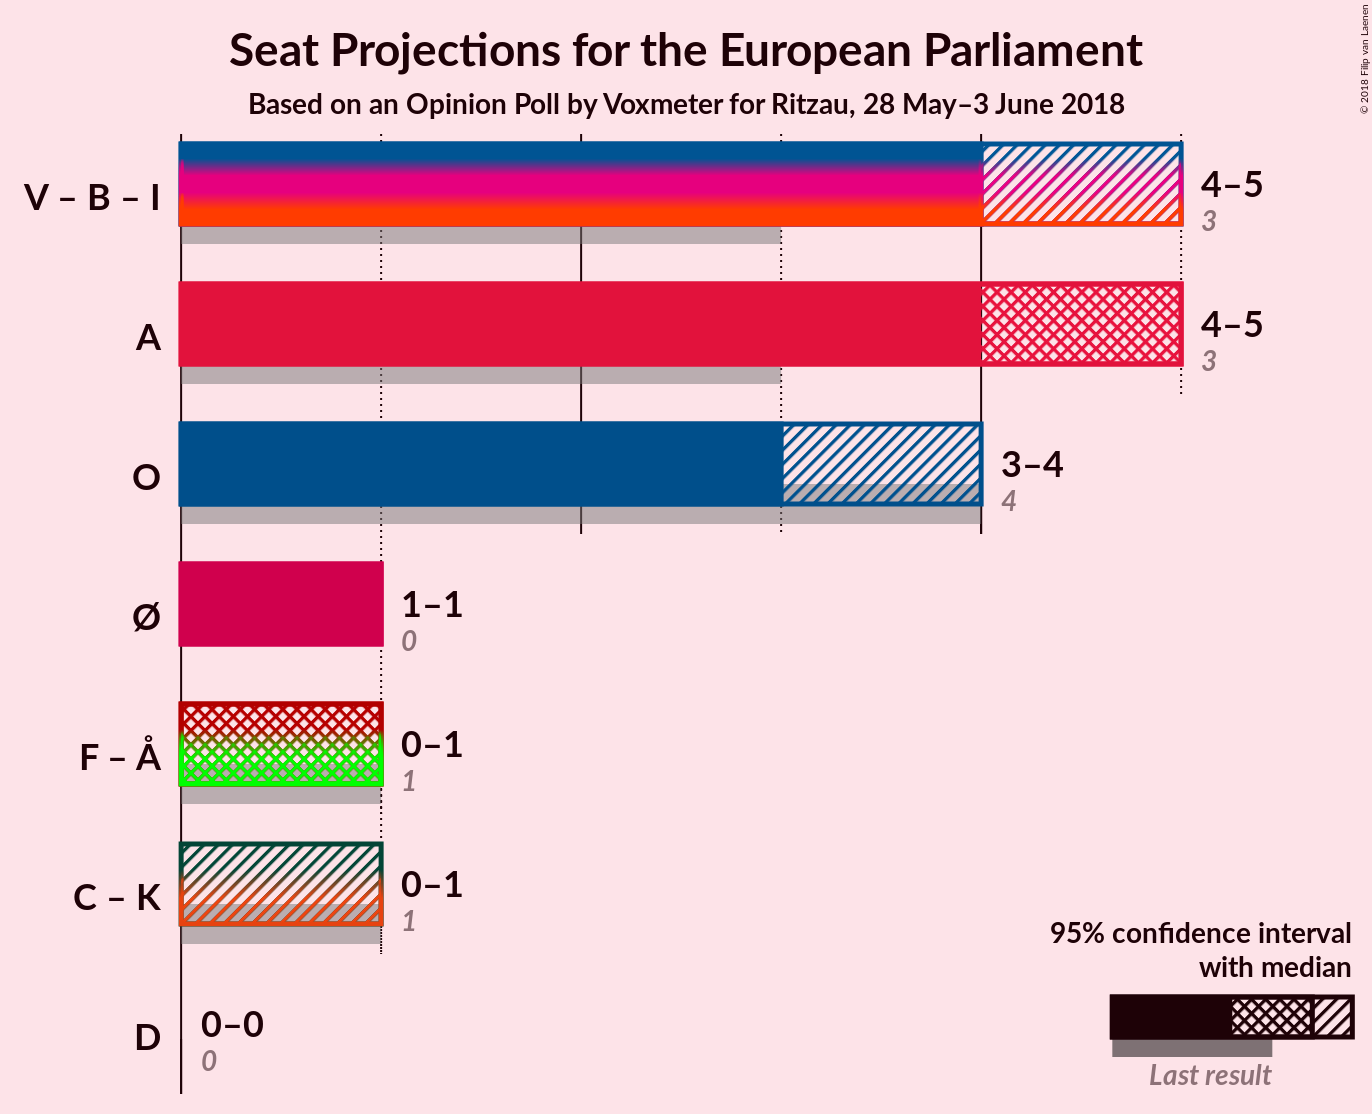 Seat Projections for the European Parliament
Based on an Opinion Poll by Voxmeter for Ritzau, 28 May–3 June 2018
© 2018 Filip van Laenen
V – B – I
4–5
3
A
4–5
3
O
3–4
4
Ø
1–1
0
F – Å
0–1
1
C – K
0–1
1
D
0–0
0
95% confidence interval
with median
Last result